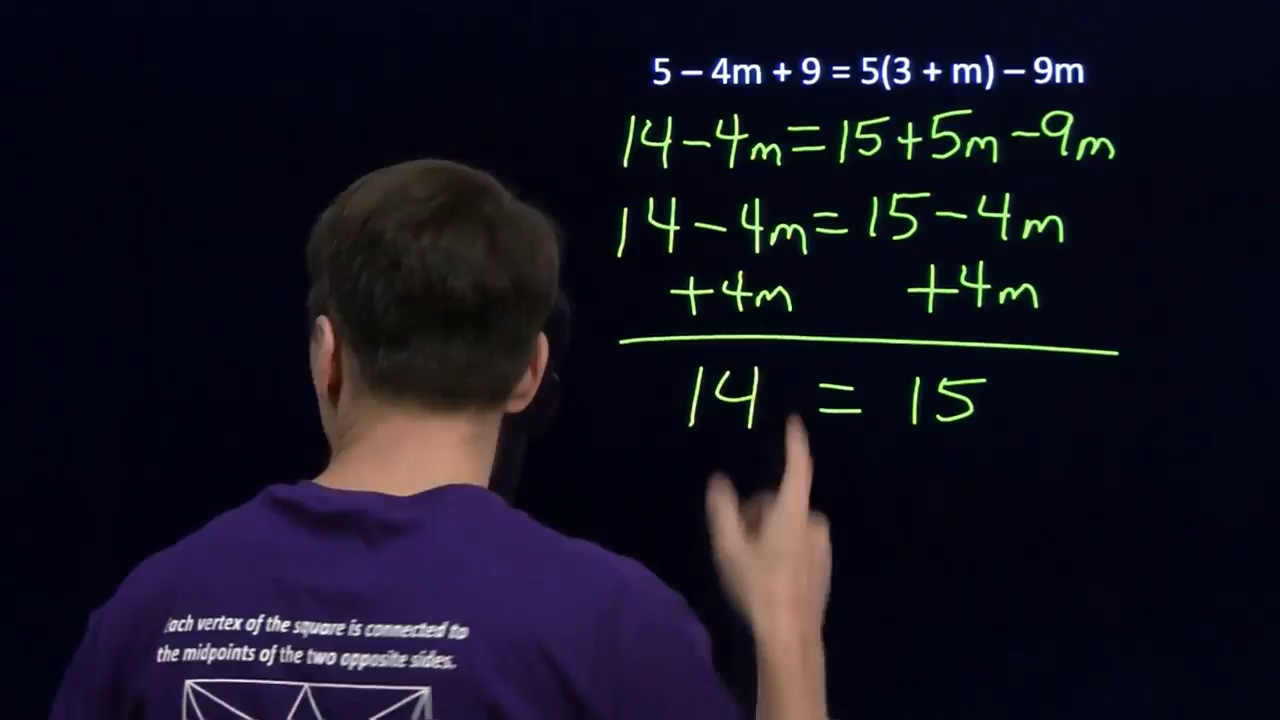 5 – 4m + 9 = 5(3 + m) – 9m
14-4m=15+5m-9m
14-4m=15-4m
+4m +4m
14 = 15
Each vertex of the square is connected to
the midpoints of the two opposite sides.